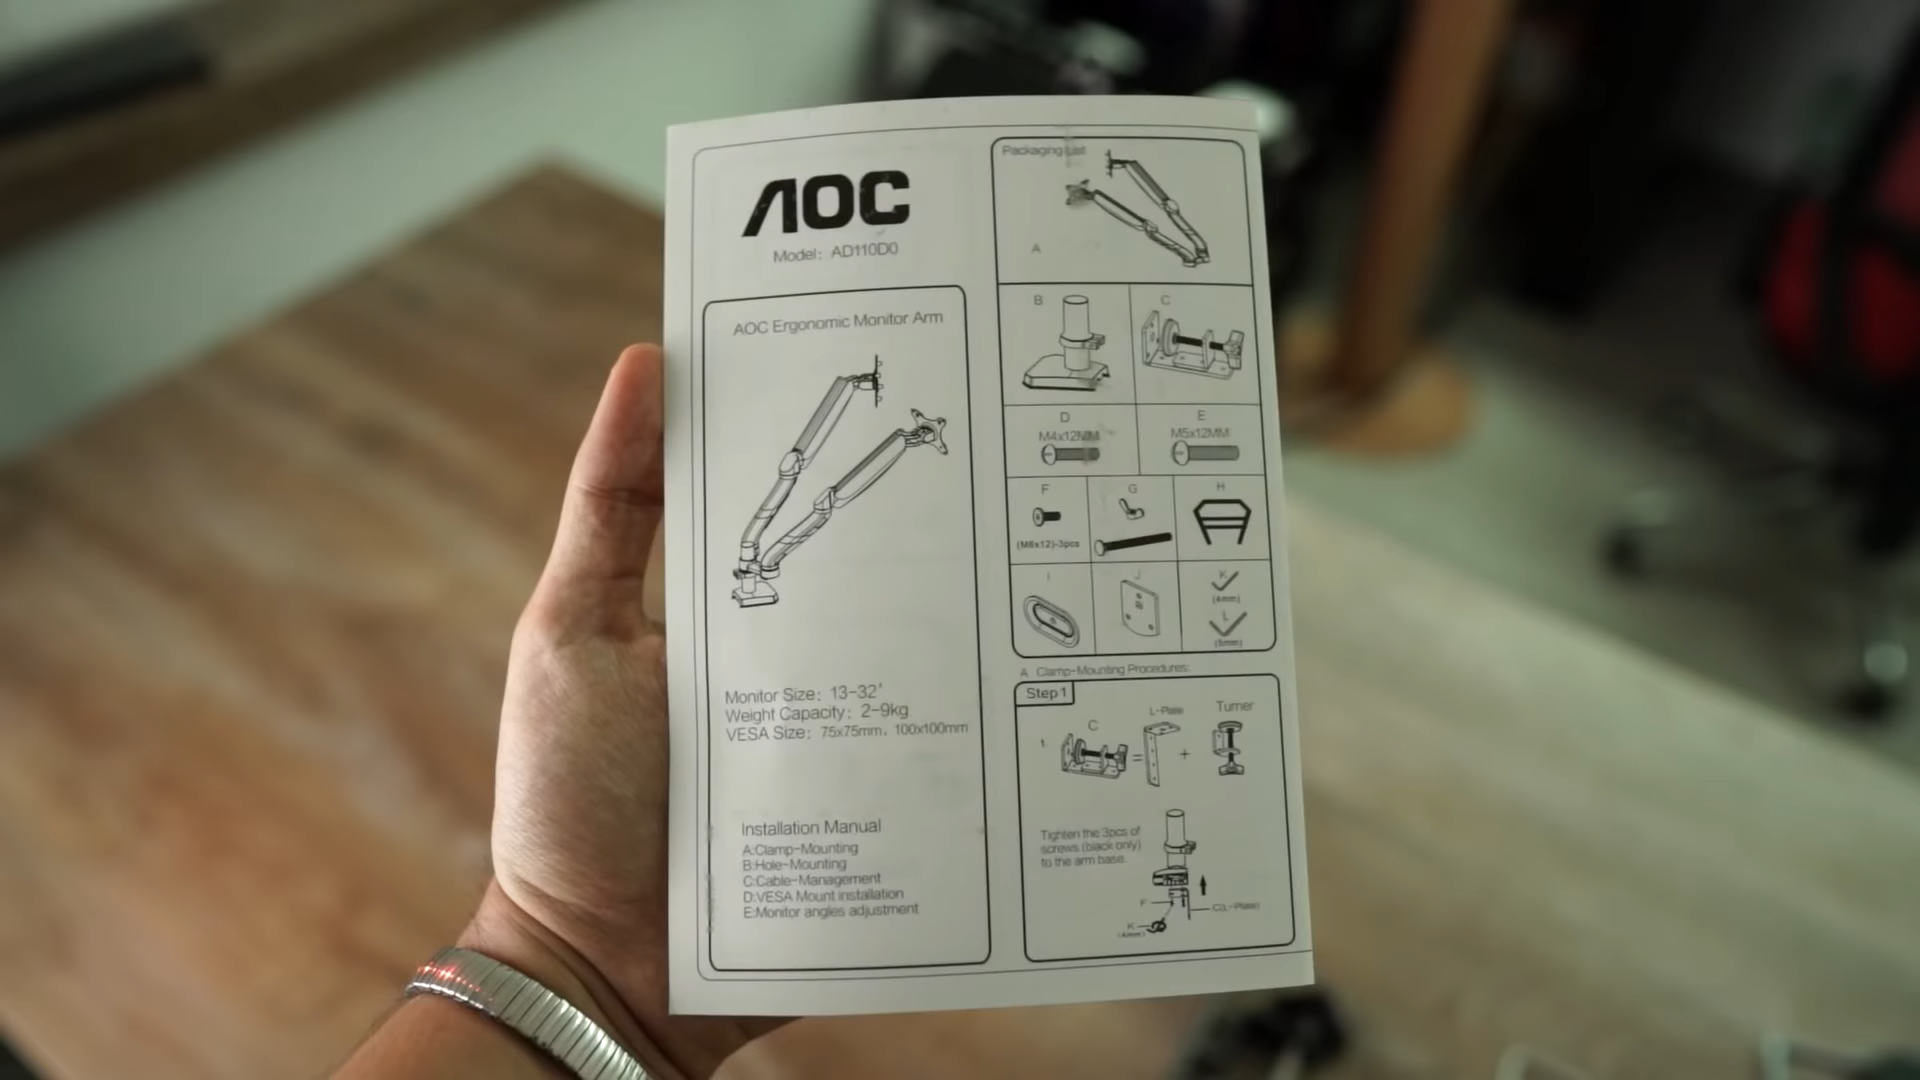 AOC
Model: AD110D0
AOC Ergonomic Monitor Arm
Monitor Size: 13-32'
Weight Capacity: 2-9kg
VESA Size: 75x75mm, 100x100mm
Installation Manual
A:Clamp-Mounting
B:Hole-Mounting
C:Cable-Management
D:VESA Mount installation
E:Monitor angles adjustment
Packaging List
A
B
C
D
M4x12MM
E
M5x12MM
F
(M6x12)-3pcs
G
H
I
J
K
(4mm)
L
(5mm)
A Clamp-Mounting Procedures:
Step 1
1.
C
=
L-Plate
+
Turner
Tighten the 3pcs of
screws (black only)
to the arm base.
F
C(L-Plate)
K
(4mm)